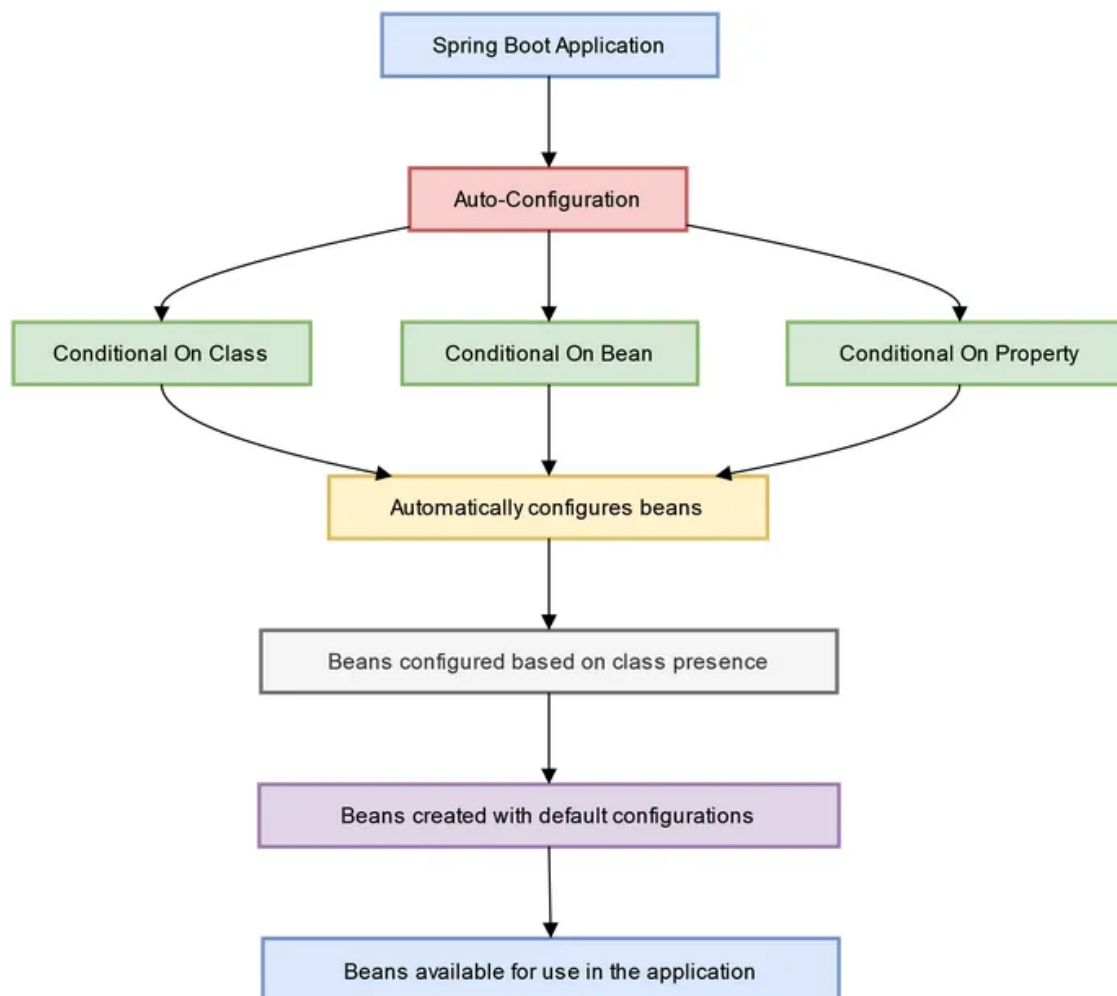 Spring Boot Application
Auto-Configuration
Conditional On Class
Conditional On Bean
Conditional On Property
Automatically configures beans
Beans configured based on class presence
Beans created with default configurations
Beans available for use in the application